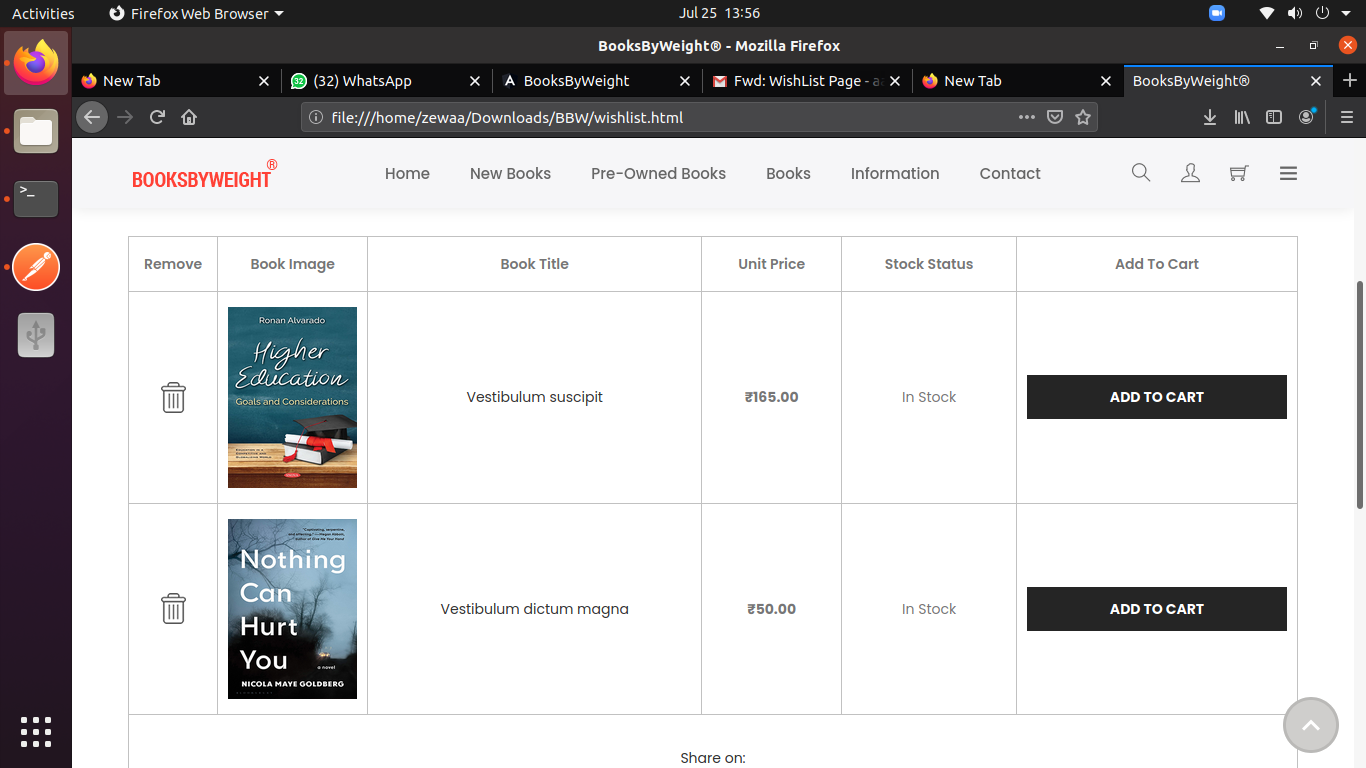 Activities Firefox Web Browser Jul 25 13:56
BooksByWeight® - Mozilla Firefox
New Tab (32) WhatsApp BooksByWeight Fwd: WishList Page - a New Tab BooksByWeight®
file:///home/zewaa/Downloads/BBW/wishlist.html
BOOKSBYWEIGHT® Home New Books Pre-Owned Books Books Information Contact
Remove Book Image Book Title Unit Price Stock Status Add To Cart
Ronan Alvarado
Higher
Education
Goals and Considerations
Vestibulum suscipit ₹165.00 In Stock ADD TO CART
Nothing
Can
Hurt
You
a novel
NICOLA MAYE GOLDBERG
Vestibulum dictum magna ₹50.00 In Stock ADD TO CART
Share on: